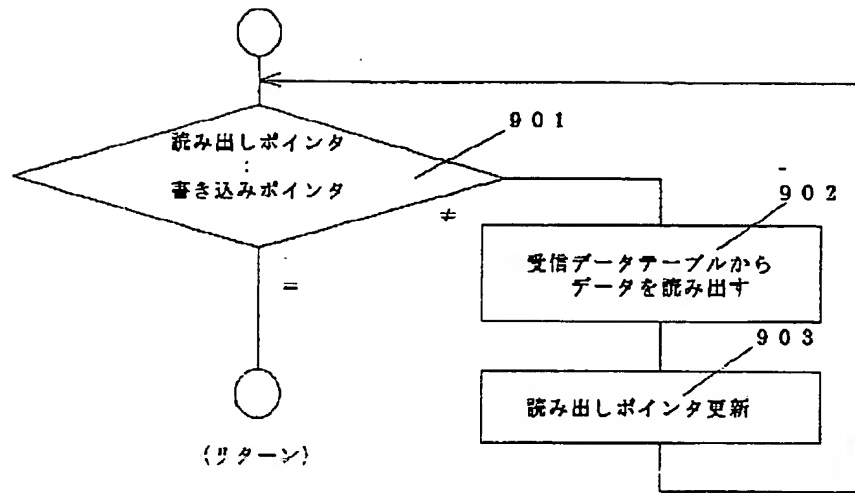 読み出しポインタ
:
書き込みポインタ
901
≠
=
902
受信データテーブルから
データを読み出す
903
読み出しポインタ更新
(リターン)